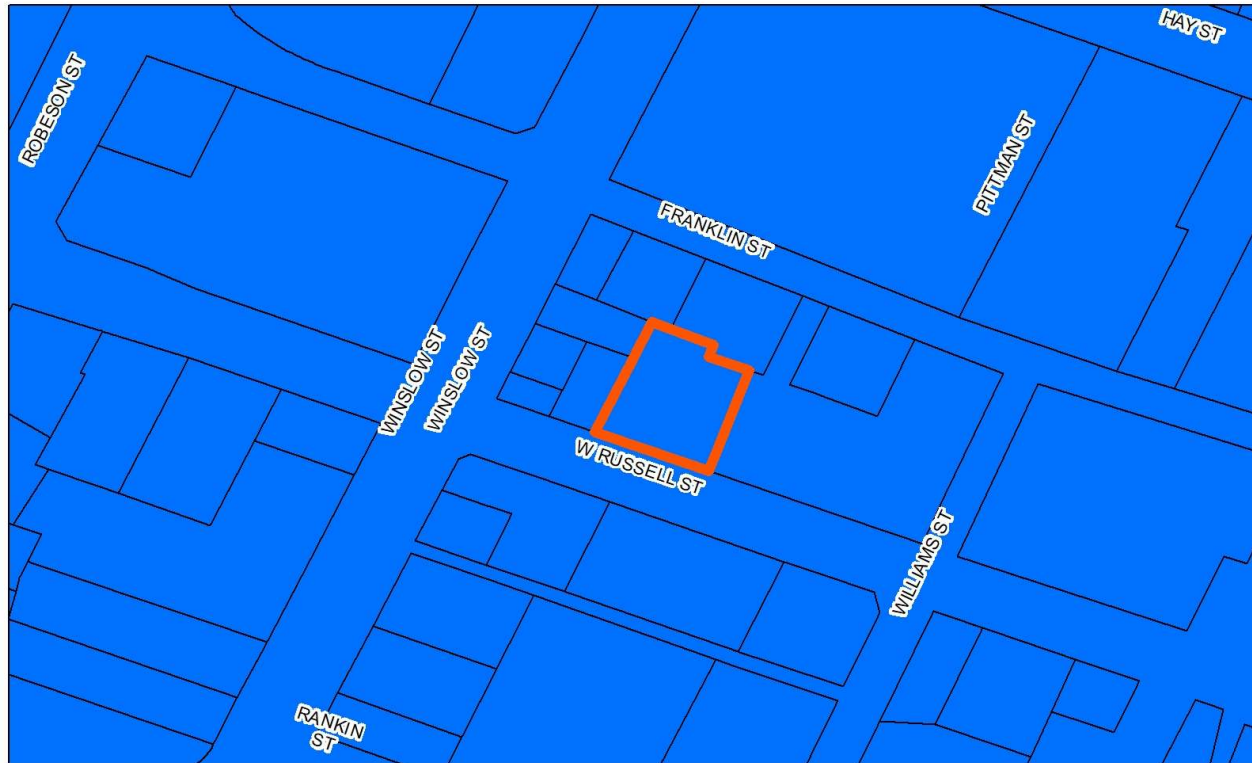 HAY ST
ROBESON ST
PITTMAN ST
FRANKLIN ST
WINSLOW ST
WINSLOW ST
W RUSSELL ST
WILLIAMS ST
RANKIN
ST